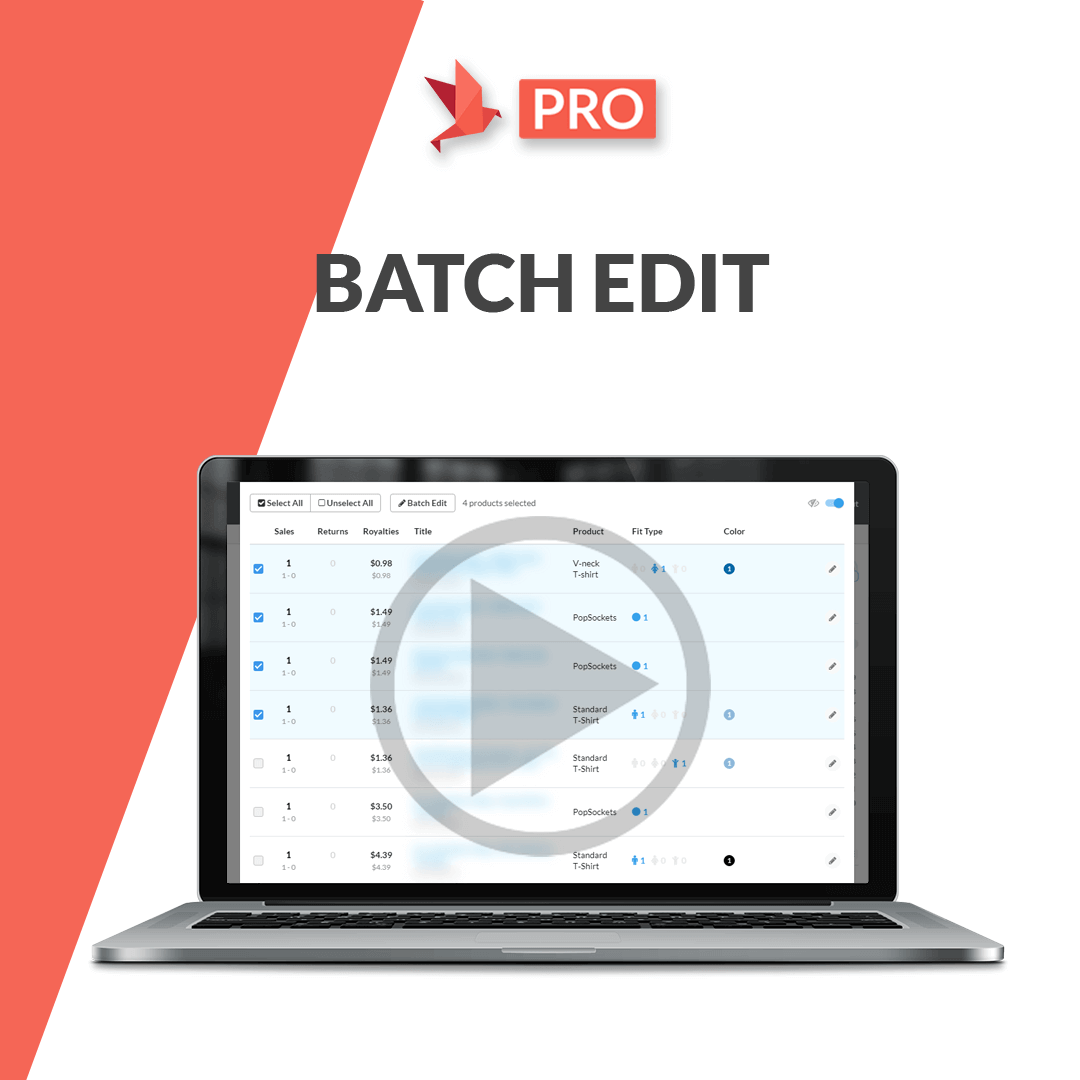 PRO
BATCH EDIT
Select All Unselect All Batch Edit 4 products selected
Sales Returns Royalties Title Product Fit Type Color
1 0 $0.98 V-neck 0 1 0 1
1 - 0 $0.98 T-shirt
1 0 $1.49 PopSockets 1
1 - 0 $1.49
1 0 $1.49 PopSockets 1
1 - 0 $1.49
1 0 $1.36 Standard 1 0 0 1
1 - 0 $1.36 T-Shirt
1 0 $1.36 Standard 0 0 1 1
1 - 0 $1.36 T-Shirt
1 0 $3.50 PopSockets 1
1 - 0 $3.50
1 0 $4.39 Standard 1 0 0 1
1 - 0 $4.39 T-Shirt